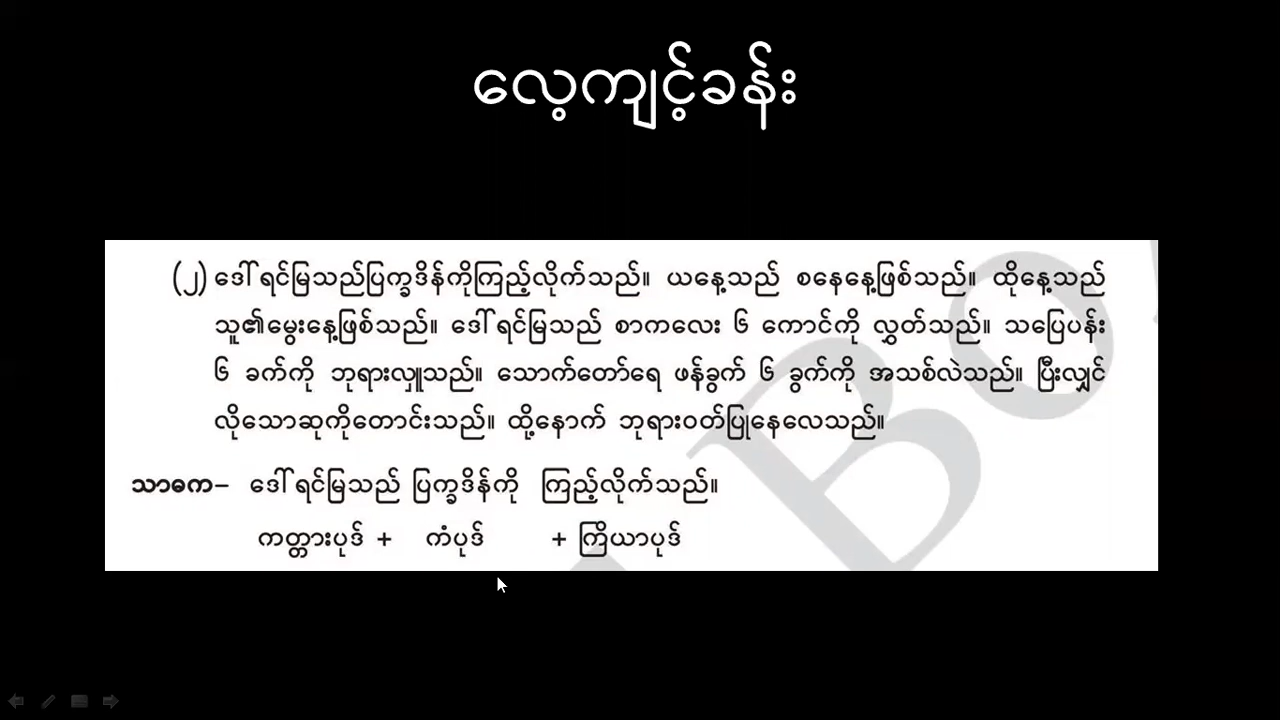 လေ့ကျင့်ခန်း
(၂) ဒေါ်ရင်မြသည်ပြက္ခဒိန်ကိုကြည့်လိုက်သည်။ ယနေ့သည် စနေနေ့ဖြစ်သည်။ ထိုနေ့သည်
သူ၏မွေးနေ့ဖြစ်သည်။ ဒေါ်ရင်မြသည် စာကလေး ၆ ကောင်ကို လွှတ်သည်။ သပြေပန်း
၆ ခက်ကို ဘုရားလှူသည်။ သောက်တော်ရေ ဖန်ခွက် ၆ ခွက်ကို အသစ်လဲသည်။ ပြီးလျှင်
လိုသောဆုကိုတောင်းသည်။ ထို့နောက် ဘုရားဝတ်ပြုနေလေသည်။
သာဓက– ဒေါ်ရင်မြသည် ပြက္ခဒိန်ကို ကြည့်လိုက်သည်။
ကတ္တားပုဒ် + ကံပုဒ် + ကြိယာပုဒ်